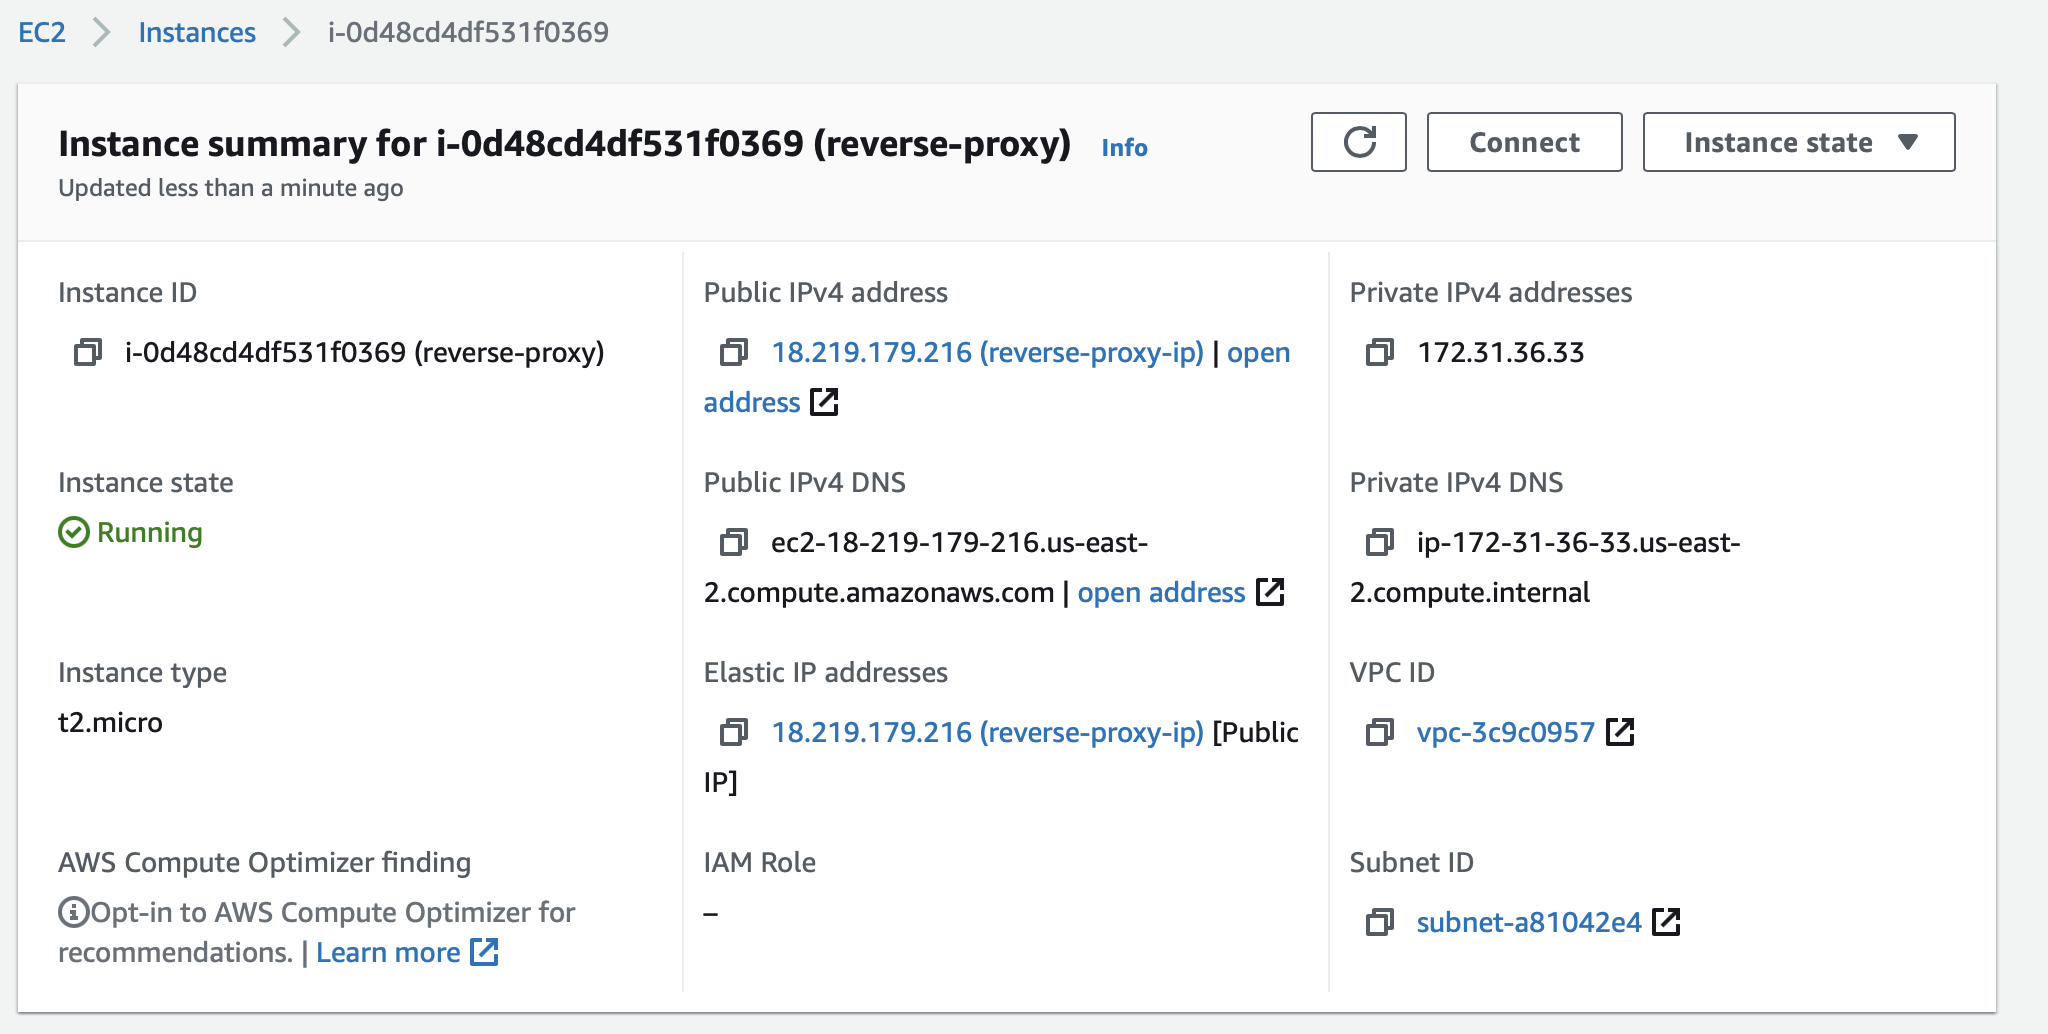 EC2 > Instances > i-0d48cd4df531f0369
Instance summary for i-0d48cd4df531f0369 (reverse-proxy) Info
Updated less than a minute ago
Connect
Instance state
Instance ID
i-0d48cd4df531f0369 (reverse-proxy)
Public IPv4 address
18.219.179.216 (reverse-proxy-ip) | open
address
Private IPv4 addresses
172.31.36.33
Instance state
Running
Public IPv4 DNS
ec2-18-219-179-216.us-east-
2.compute.amazonaws.com | open address
Private IPv4 DNS
ip-172-31-36-33.us-east-
2.compute.internal
Instance type
t2.micro
Elastic IP addresses
18.219.179.216 (reverse-proxy-ip) [Public
IP]
VPC ID
vpc-3c9c0957
AWS Compute Optimizer finding
Opt-in to AWS Compute Optimizer for
recommendations. | Learn more
IAM Role
–
Subnet ID
subnet-a81042e4